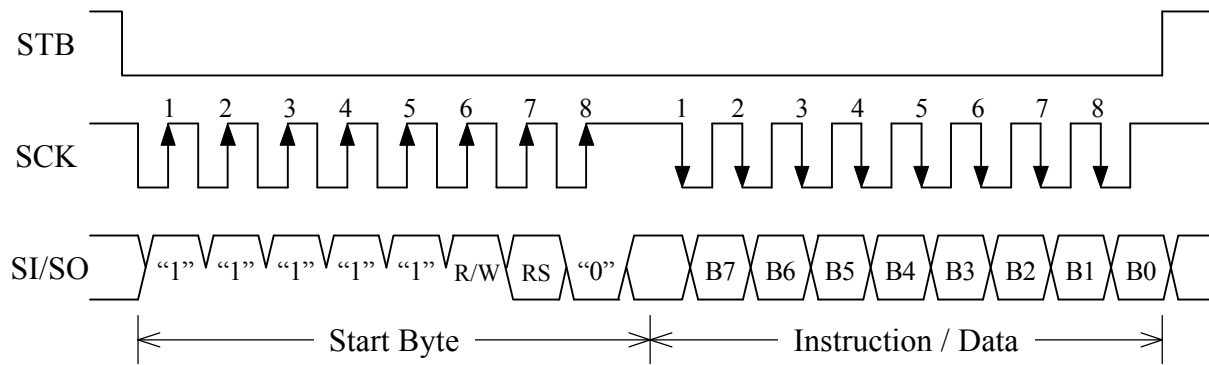 STB
1 2 3 4 5 6 7 8 1 2 3 4 5 6 7 8
SCK
SI/SO “1” “1” “1” “1” “1” R/W RS “0” B7 B6 B5 B4 B3 B2 B1 B0
Start Byte Instruction / Data